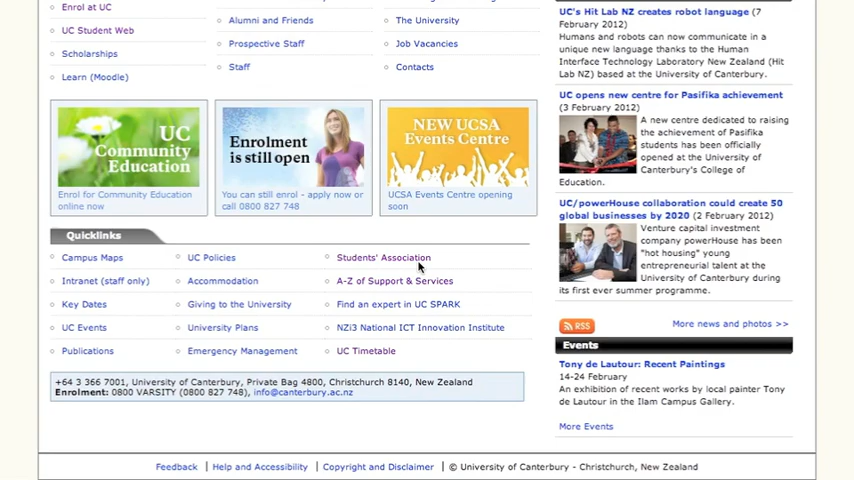 Enrol at UC
UC Student Web
Scholarships
Learn (Moodle)
Alumni and Friends
Prospective Staff
Staff
The University
Job Vacancies
Contacts
UC
Community
Education
Enrol for Community Education
online now
Enrolment
is still open
You can still enrol - apply now or
call 0800 827 748
NEW UCSA
Events Centre
UCSA Events Centre opening
soon
Quicklinks
Campus Maps
Intranet (staff only)
Key Dates
UC Events
Publications
UC Policies
Accommodation
Giving to the University
University Plans
Emergency Management
Students' Association
A-Z of Support & Services
Find an expert in UC SPARK
NZi3 National ICT Innovation Institute
UC Timetable
+64 3 366 7001, University of Canterbury, Private Bag 4800, Christchurch 8140, New Zealand
Enrolment: 0800 VARSITY (0800 827 748), info@canterbury.ac.nz
UC's Hit Lab NZ creates robot language (7
February 2012)
Humans and robots can now communicate in a
unique new language thanks to the Human
Interface Technology Laboratory New Zealand (Hit
Lab NZ) based at the University of Canterbury.
UC opens new centre for Pasifika achievement
(3 February 2012)
A new centre dedicated to raising
the achievement of Pasifika
students has been officially
opened at the University of
Canterbury's College of
Education.
UC/powerHouse collaboration could create 50
global businesses by 2020 (2 February 2012)
Venture capital investment
company powerHouse has
been "hot housing" young
entrepreneurial talent at the
University of Canterbury during
its first ever summer programme.
RSS
More news and photos >>
Events
Tony de Lautour: Recent Paintings
14-24 February
An exhibition of recent works by local painter Tony
de Lautour in the Ilam Campus Gallery.
More Events
Feedback | Help and Accessibility | Copyright and Disclaimer | © University of Canterbury - Christchurch, New Zealand